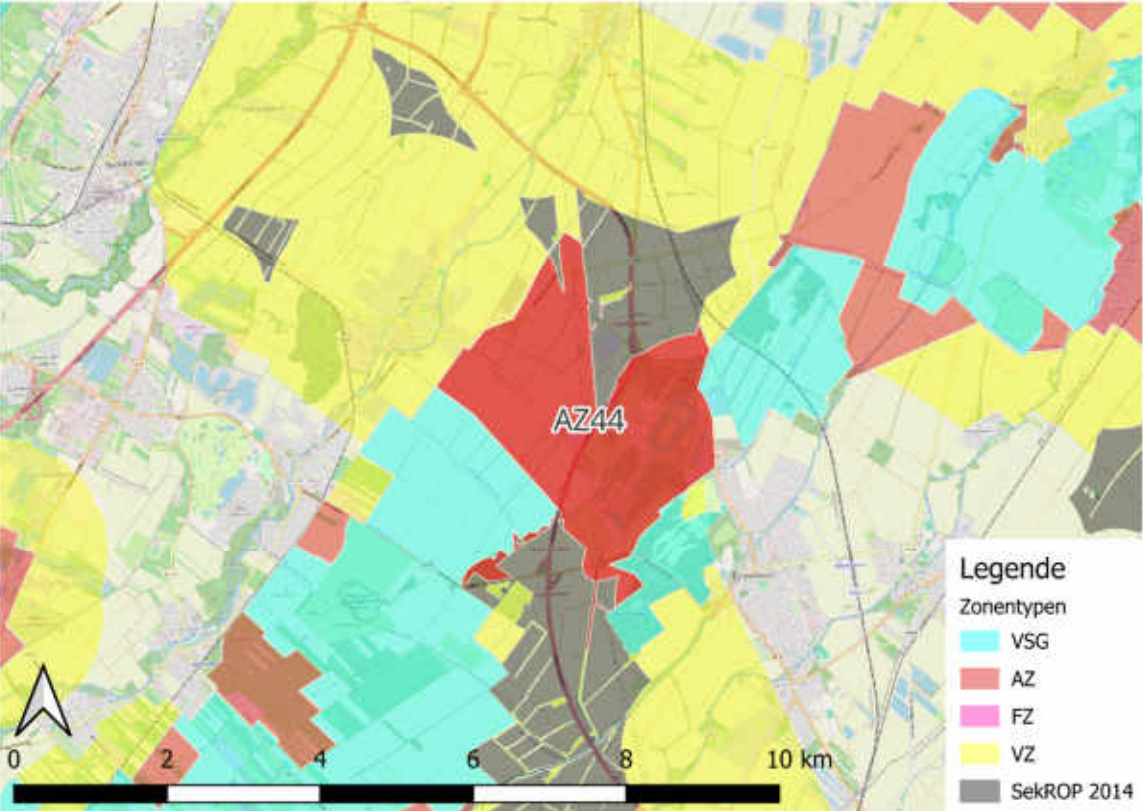 AZ44
Legende
Zonentypen
VSG
AZ
FZ
VZ
SekROP 2014
0 2 4 6 8 10 km